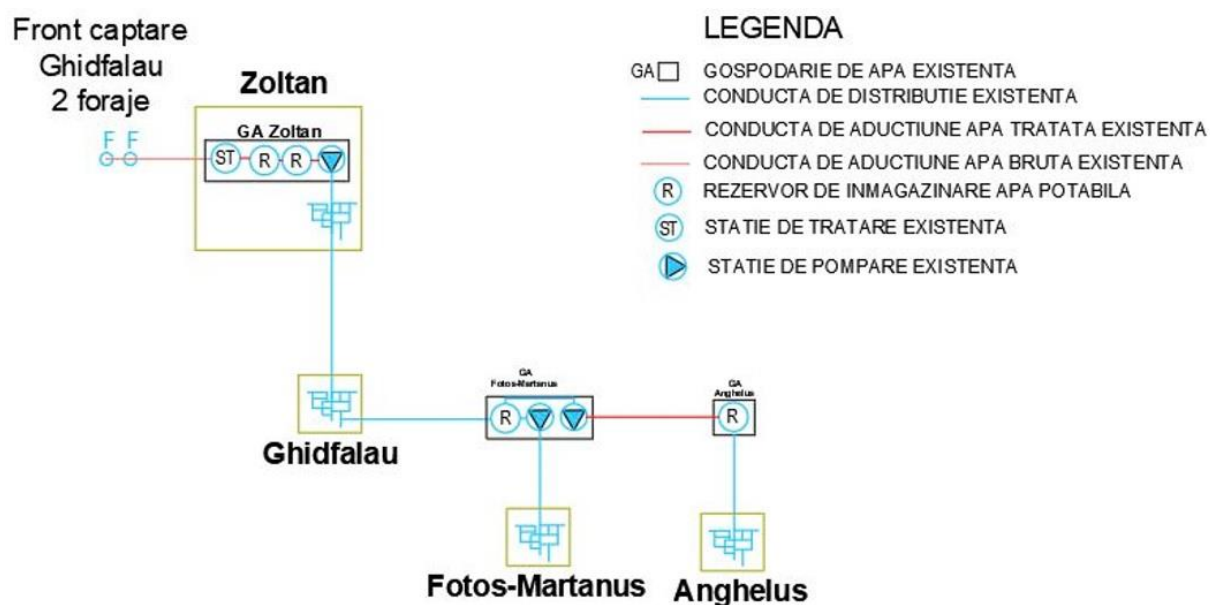 Front captare
Ghidfalau
2 foraje
F F
Zoltan
GA Zoltan
ST R R
Ghidfalau
GA
Fotos-Martanus
R
Fotos-Martanus
GA
Anghelus
R
Anghelus
LEGENDA
GA GOSPODARIE DE APA EXISTENTA
CONDUCTA DE DISTRIBUTIE EXISTENTA
CONDUCTA DE ADUCTIUNE APA TRATATA EXISTENTA
CONDUCTA DE ADUCTIUNE APA BRUTA EXISTENTA
R REZERVOR DE INMAGAZINARE APA POTABILA
ST STATIE DE TRATARE EXISTENTA
STATIE DE POMPARE EXISTENTA